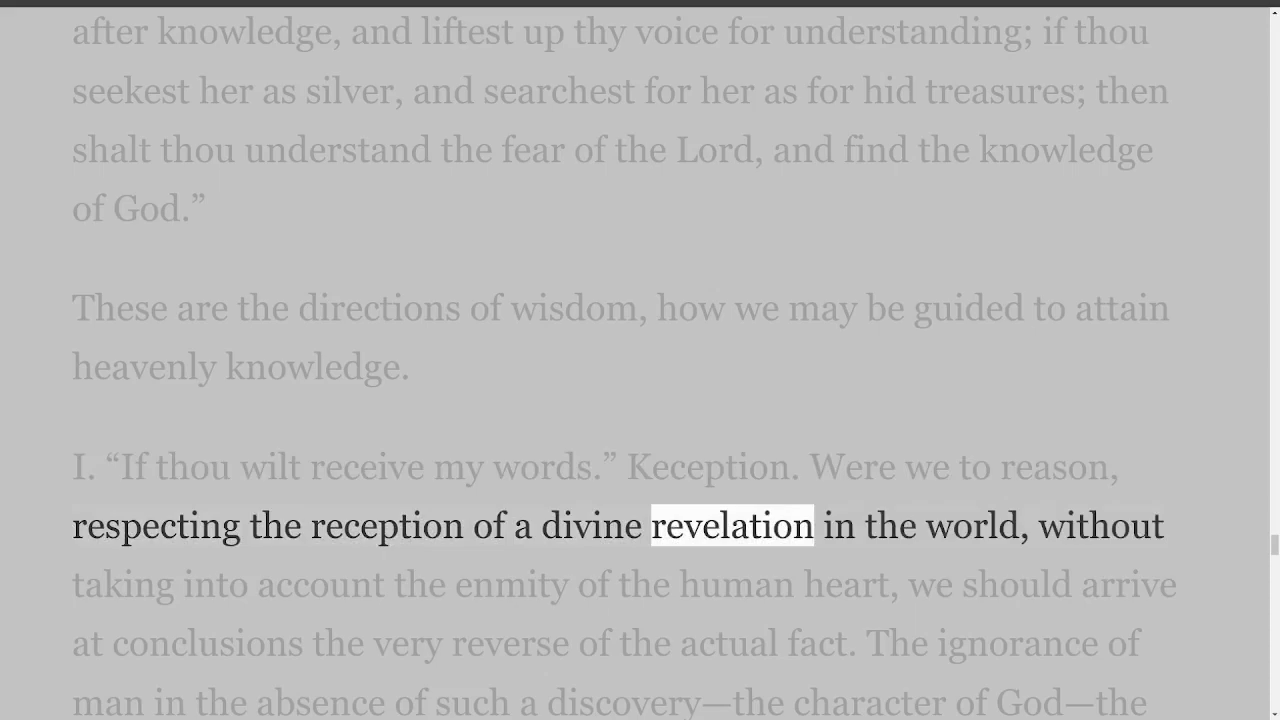 after knowledge, and liftest up thy voice for understanding; if thou
seekest her as silver, and searchest for her as for hid treasures; then
shalt thou understand the fear of the Lord, and find the knowledge
of God.”
These are the directions of wisdom, how we may be guided to attain
heavenly knowledge.
I. “If thou wilt receive my words.” Keception. Were we to reason,
respecting the reception of a divine revelation in the world, without
taking into account the enmity of the human heart, we should arrive
at conclusions the very reverse of the actual fact. The ignorance of
man in the absence of such a discovery—the character of God—the